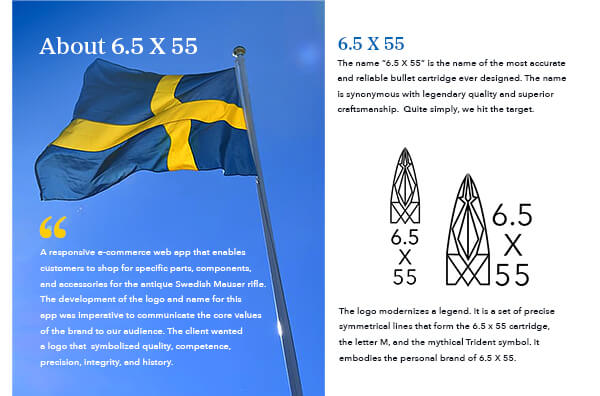 About 6.5 X 55
A responsive e-commerce web app that enables
customers to shop for specific parts, components,
and accessories for the antique Swedish Mauser rifle.
The development of the logo and name for this
app was imperative to communicate the core values
of the brand to our audience. The client wanted
a logo that  symbolized quality, competence,
precision, integrity, and history.
6.5 X 55
The name “6.5 X 55” is the name of the most accurate
and reliable bullet cartridge ever designed. The name
is synonymous with legendary quality and superior
craftsmanship.  Quite simply, we hit the target.
6.5
X
55
6.5
X
55
The logo modernizes a legend. It is a set of precise
symmetrical lines that form the 6.5 x 55 cartridge,
the letter M, and the mythical Trident symbol. It
embodies the personal brand of 6.5 X 55.